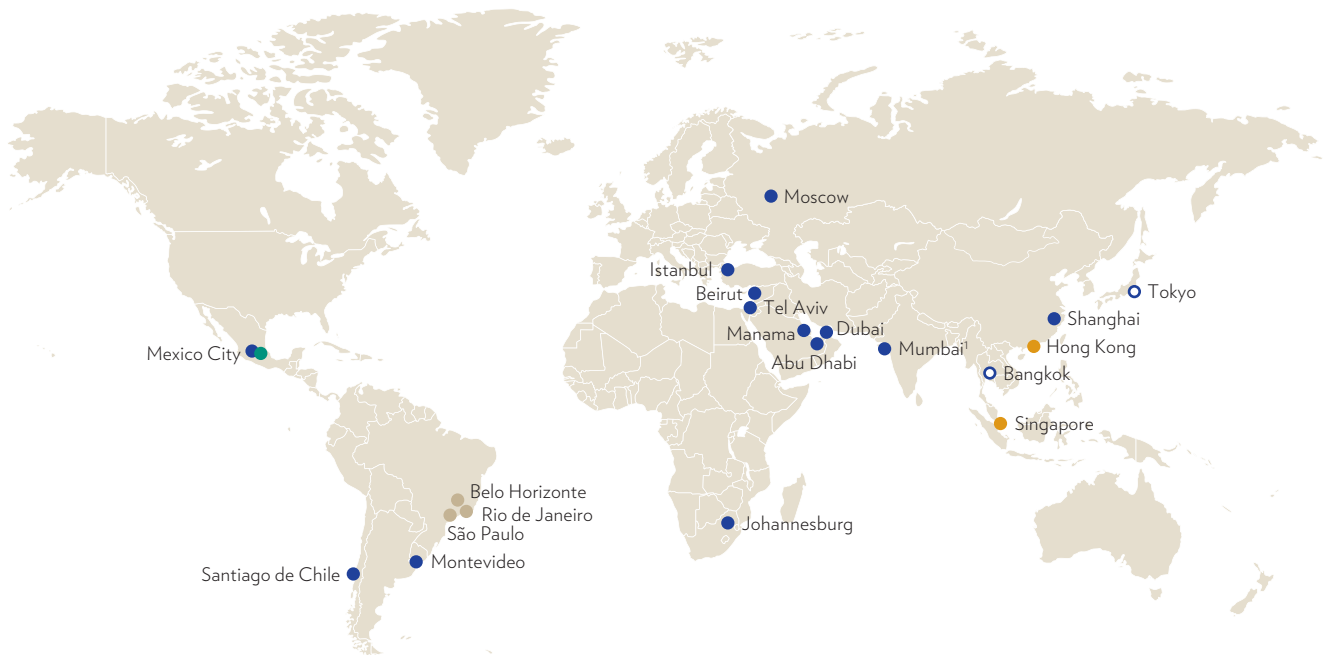 Moscow
Istanbul
Beirut
Tokyo
Tel Aviv
Shanghai
Manama
Dubai
Mexico City
Mumbai¹
Hong Kong
Abu Dhabi
Bangkok
Singapore
Belo Horizonte
Rio de Janeiro
Johannesburg
São Paulo
Montevideo
Santiago de Chile